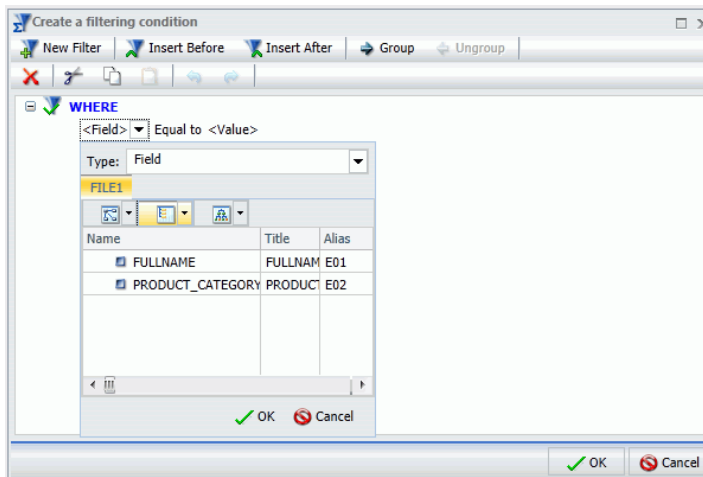 Create a filtering condition
New Filter Insert Before Insert After Group Ungroup
WHERE
<Field> Equal to <Value>
Type: Field
FILE1
Name Title Alias
FULLNAME FULLNAM E01
PRODUCT_CATEGORY PRODUCT E02
OK Cancel
OK Cancel